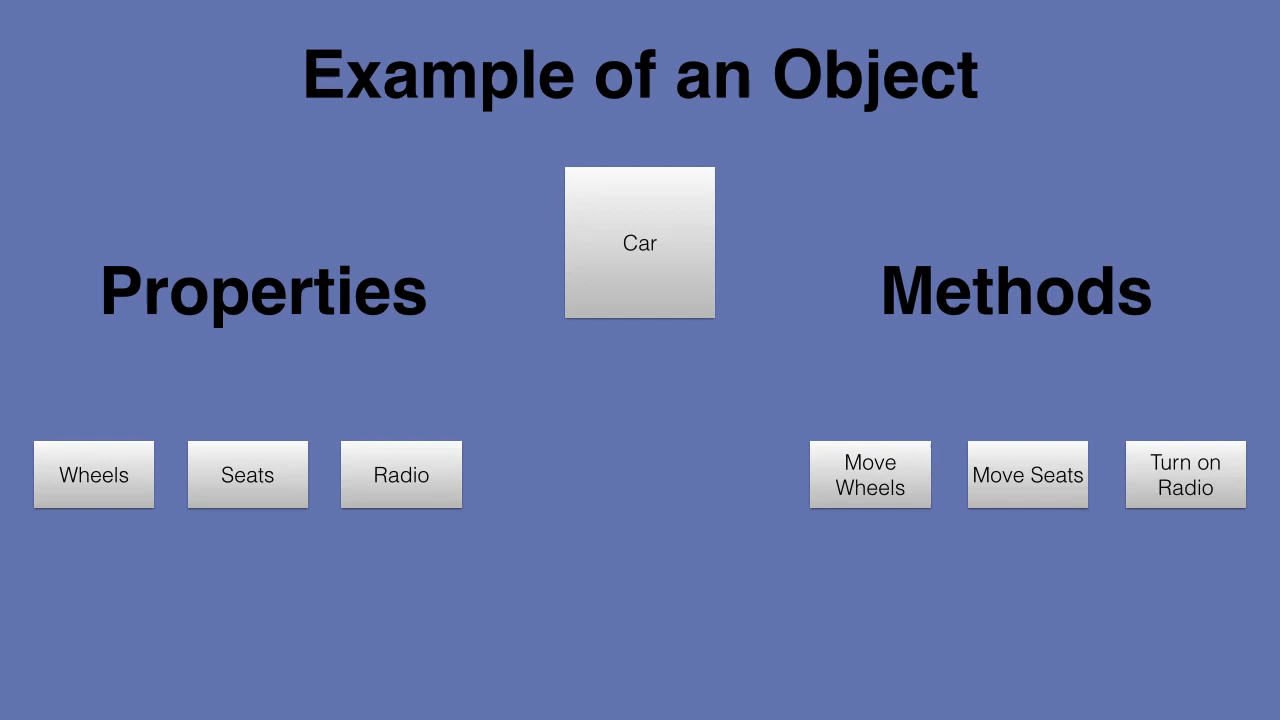 Example of an Object
Car
Properties
Methods
Wheels
Seats
Radio
Move
Wheels
Move Seats
Turn on
Radio